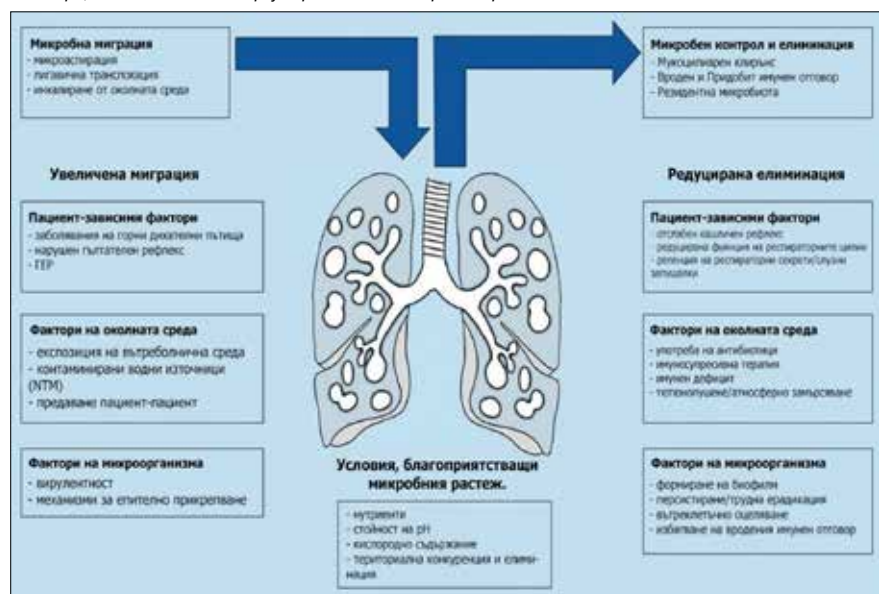 Микробна миграция
- микроаспирация
- лигавична транслокация
- инхалиране от околната среда
Микробен контрол и елиминация
- Мукоцилиарен клирънс
- Вроден и Придобит имунен отговор
- Резидентна микробиота
Увеличена миграция
Пациент-зависими фактори
- заболявания на горни дихателни пътища
- нарушен гълтателен рефлекс
- ГЕР
Фактори на околната среда
- експозиция на вътреболнична среда
- контаминирани водни източници
(NTM)
- предаване пациент-пациент
Фактори на микроорганизма
- вирулентност
- механизми за епително прикрепване
Условия, благоприятстващи
микробния растеж.
- нутриенти
- стойност на pH
- кислородно съдържание
- териториална конкуренция и елими-
нация
Редуцирана елиминация
Пациент-зависими фактори
- отслабен кашличен рефлекс
- редуцирана функция на респираторните цилии
- ретенция на респираторни секрети/слузни
запушалки
Фактори на околната среда
- употреба на антибиотици
- имуносупресивна терапия
- имунен дефицит
- тютюнопушене/атмосферно замърсяване
Фактори на микроорганизма
- формиране на биофилм
- персистиране/трудна ерадикация
- вътреклетъчно оцеляване
- избягване на вродения имунен отговор